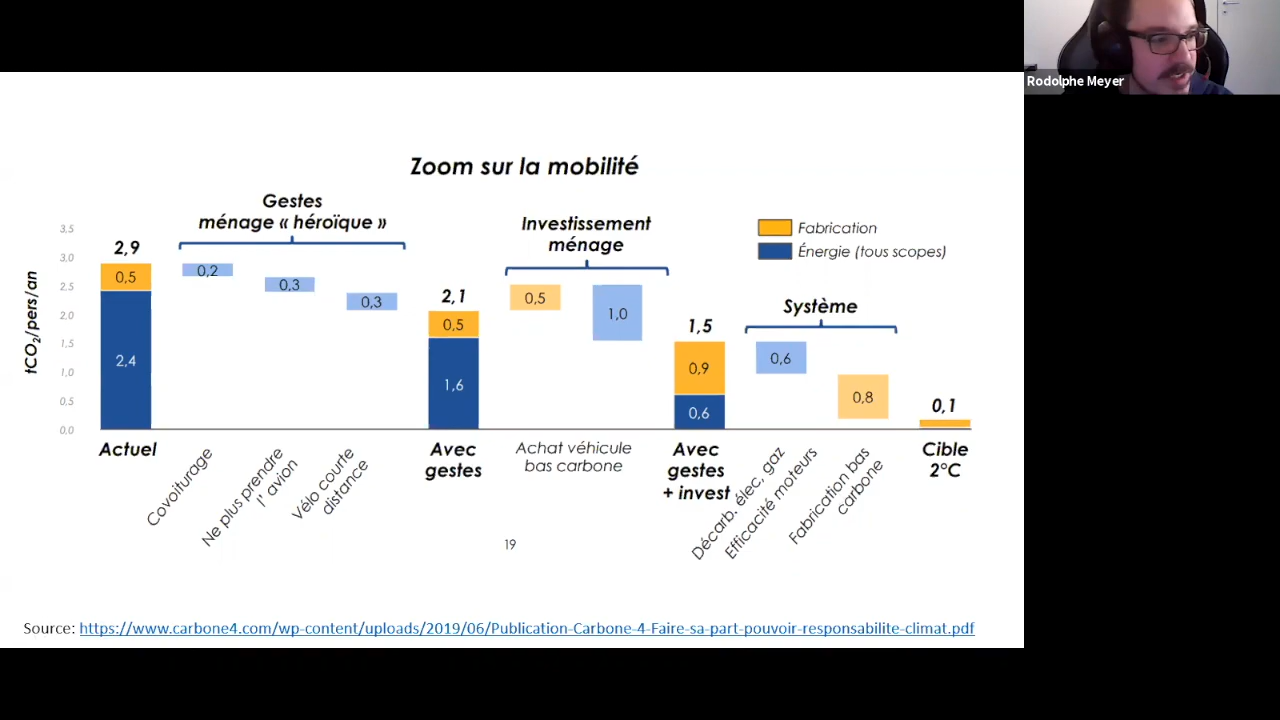 Rodolphe Meyer
Zoom sur la mobilité
Gestes
ménage « héroïque »
Investissement
ménage
Fabrication
Énergie (tous scopes)
Système
tCO₂/pers/an
3,5
3,0
2,5
2,0
1,5
1,0
0,5
0,0
2,9
0,5
2,4
0,2
0,3
0,3
2,1
0,5
1,6
0,5
1,0
1,5
0,9
0,6
0,6
0,8
0,1
Actuel
Covoiturage
Ne plus prendre
l' avion
Vélo courte
distance
Avec
gestes
Achat véhicule
bas carbone
Avec
gestes
+ invest
Décarb. élec, gaz
Efficacité moteurs
Fabrication bas
carbone
Cible
2°C
19
Source: https://www.carbone4.com/wp-content/uploads/2019/06/Publication-Carbone-4-Faire-sa-part-pouvoir-responsabilite-climat.pdf